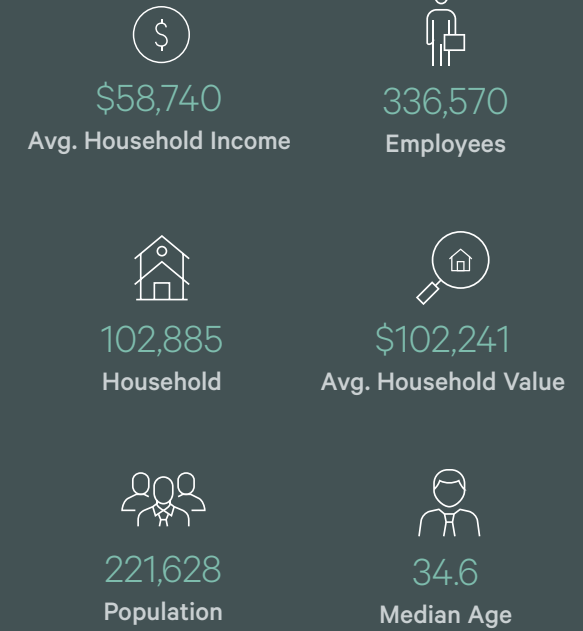 $
$58,740
Avg. Household Income
336,570
Employees
102,885
Household
$102,241
Avg. Household Value
221,628
Population
34.6
Median Age